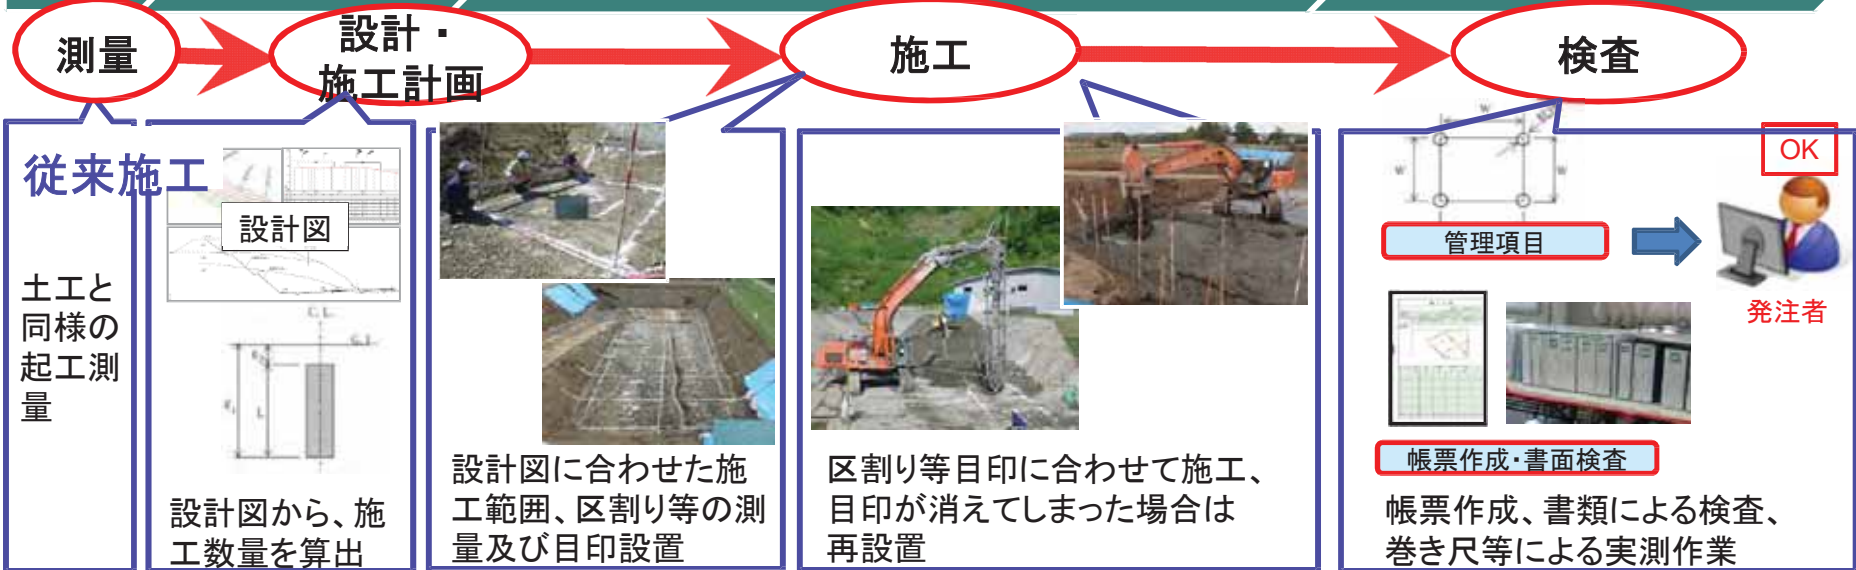 測量
設計・
施工計画
施工
検査
従来施工
土工と
同様の
起工測
量
設計図
C.L.
L
設計図から、施
工数量を算出
設計図に合わせた施
工範囲、区割り等の測
量及び目印設置
区割り等目印に合わせて施工、
目印が消えてしまった場合は
再設置
W
W
W
管理項目
OK
発注者
帳票作成・書面検査
帳票作成、書類による検査、
巻き尺等による実測作業